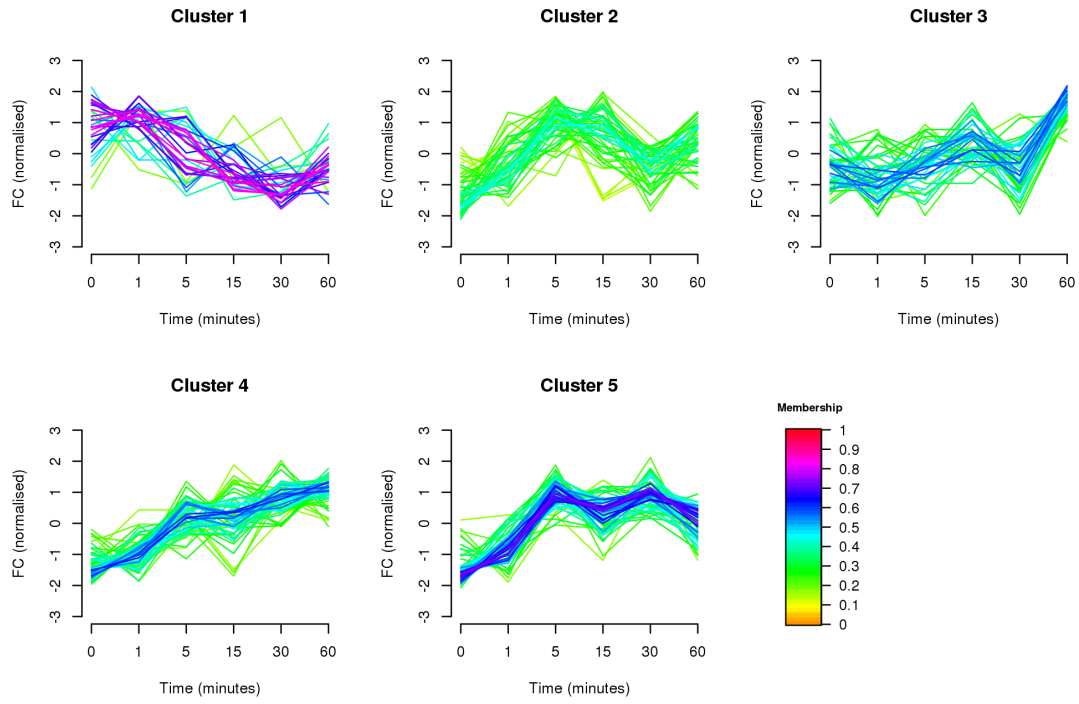 Cluster 1
Cluster 2
Cluster 3
FC (normalised)
3
2
1
0
-1
-2
-3
0 1 5 15 30 60
Time (minutes)
FC (normalised)
3
2
1
0
-1
-2
-3
0 1 5 15 30 60
Time (minutes)
FC (normalised)
3
2
1
0
-1
-2
-3
0 1 5 15 30 60
Time (minutes)
Cluster 4
Cluster 5
FC (normalised)
3
2
1
0
-1
-2
-3
0 1 5 15 30 60
Time (minutes)
FC (normalised)
3
2
1
0
-1
-2
-3
0 1 5 15 30 60
Time (minutes)
Membership
1
0.9
0.8
0.7
0.6
0.5
0.4
0.3
0.2
0.1
0